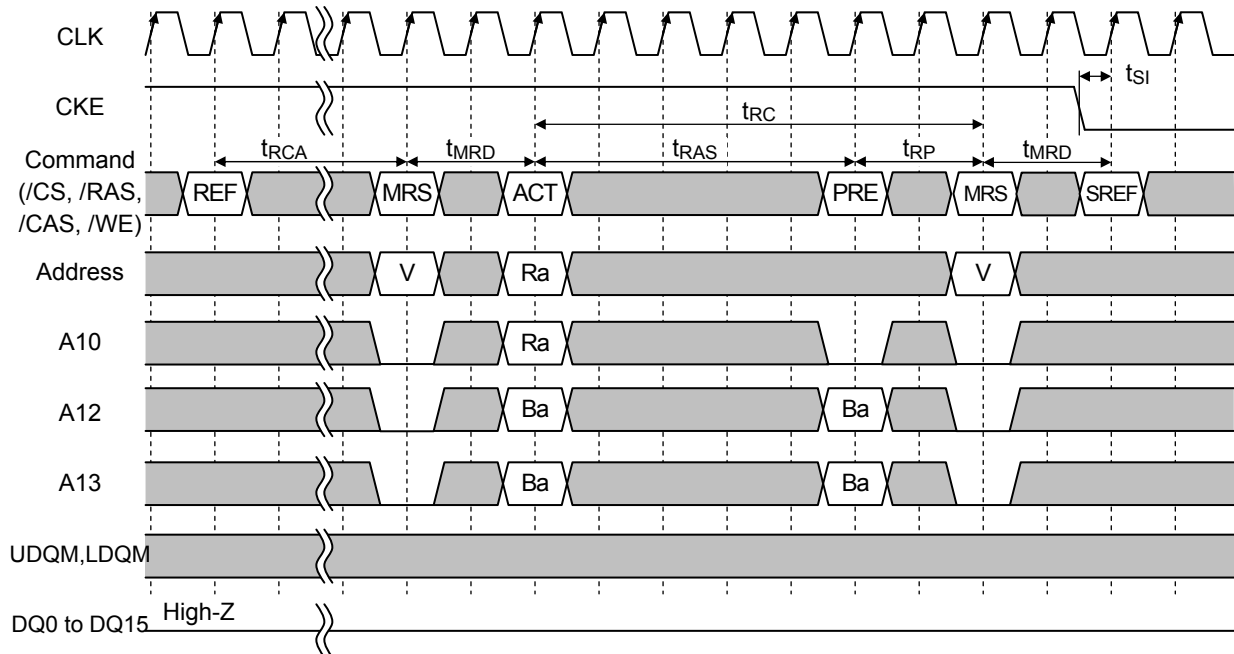 CLK
CKE
tSI
tRC
Command
(/CS, /RAS,
/CAS, /WE)
tRCA tMRD tRAS tRP tMRD
REF MRS ACT PRE MRS SREF
Address V Ra V
A10 Ra
A12 Ba Ba
A13 Ba Ba
UDQM,LDQM
DQ0 to DQ15 High-Z